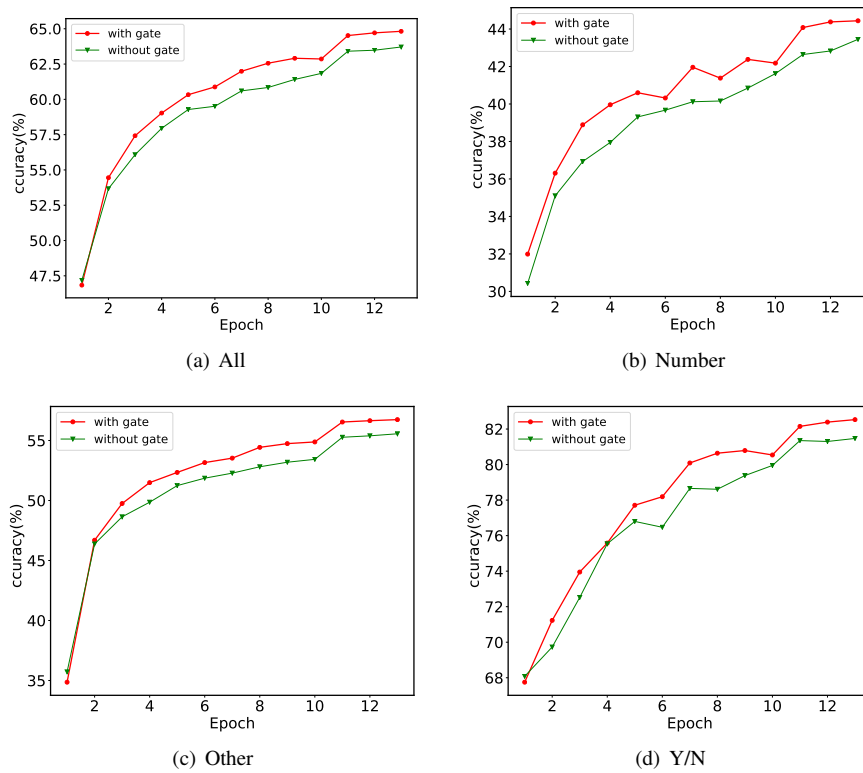 with gate
without gate
65.0
62.5
60.0
57.5
55.0
52.5
50.0
47.5
ccuracy(%)
2 4 6 8 10 12
Epoch
(a) All
with gate
without gate
44
42
40
38
36
34
32
30
ccuracy(%)
2 4 6 8 10 12
Epoch
(b) Number
with gate
without gate
55
50
45
40
35
ccuracy(%)
2 4 6 8 10 12
Epoch
(c) Other
with gate
without gate
82
80
78
76
74
72
70
68
ccuracy(%)
2 4 6 8 10 12
Epoch
(d) Y/N